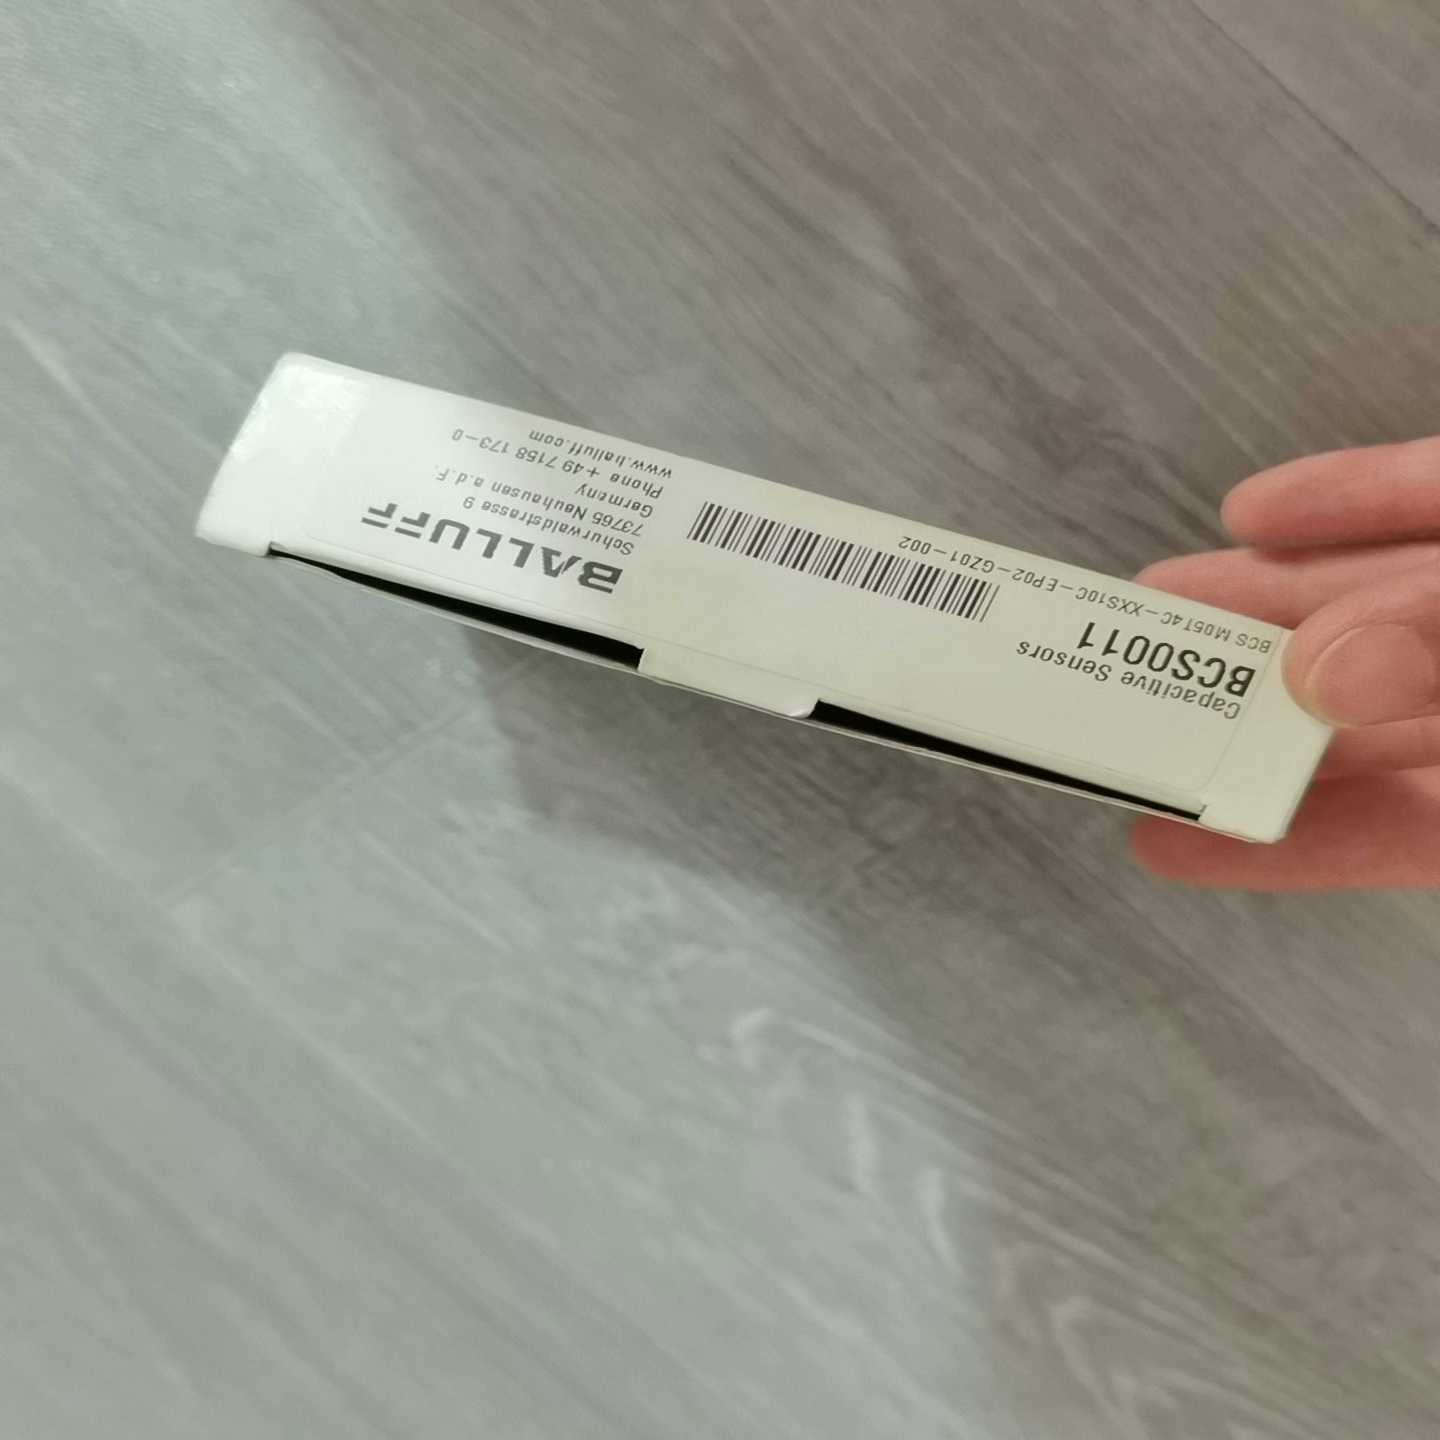 Capacitive Sensors
BCS0011
BCS M05T4C-XXS10C-EP02-GZ01-002
BALLUFF
Schurwaldstrasse 9
73765 Neuhausen a.d.F.
Germany
Phone +49 7158 173-0
www.balluff.com